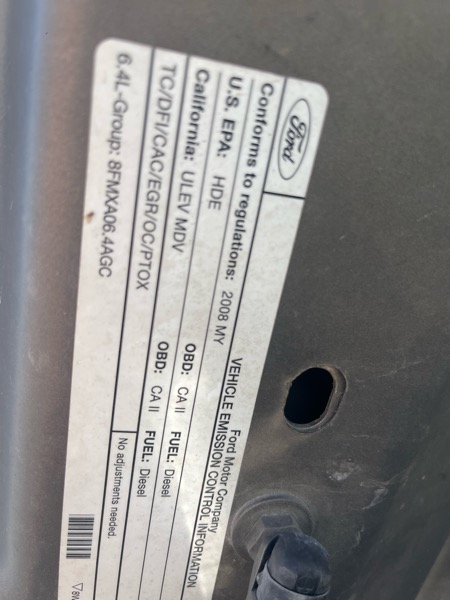 Ford
Ford Motor Company
VEHICLE EMISSION CONTROL INFORMATION
Conforms to regulations: 2008 MY
U.S. EPA: HDE OBD: CA II FUEL: Diesel
California: ULEV MDV OBD: CA II FUEL: Diesel
TC/DFI/CAC/EGR/OC/PTOX
No adjustments needed.
6.4L-Group: 8FMXA06.4AGC